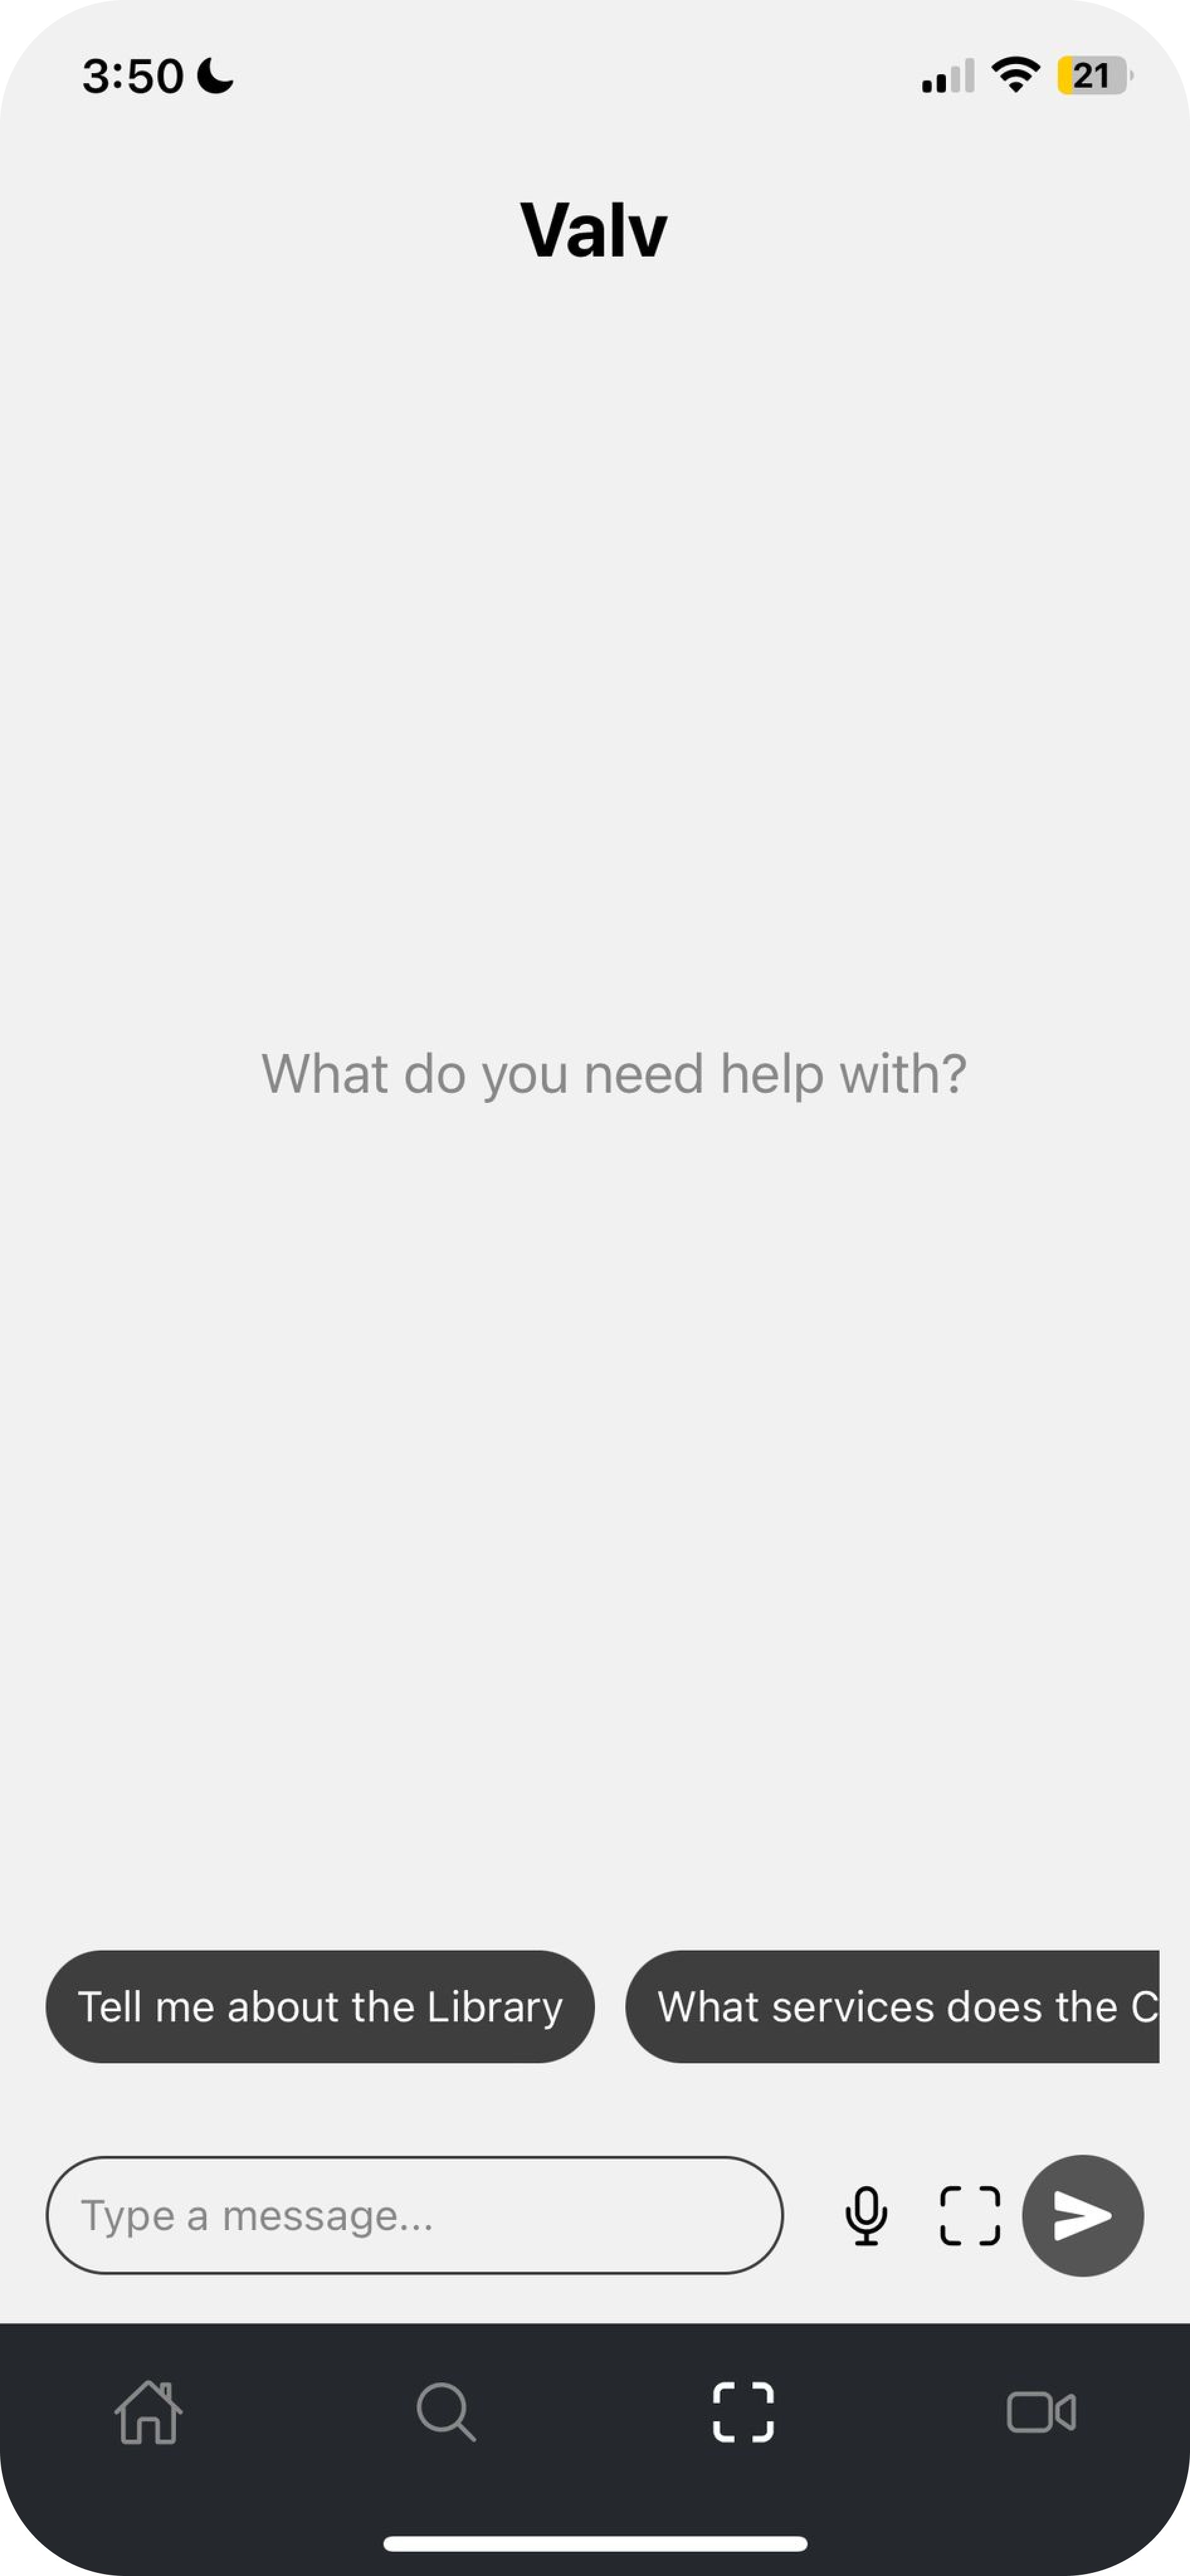 3:50
21
Valv
What do you need help with?
Tell me about the Library
What services does the C
Type a message...